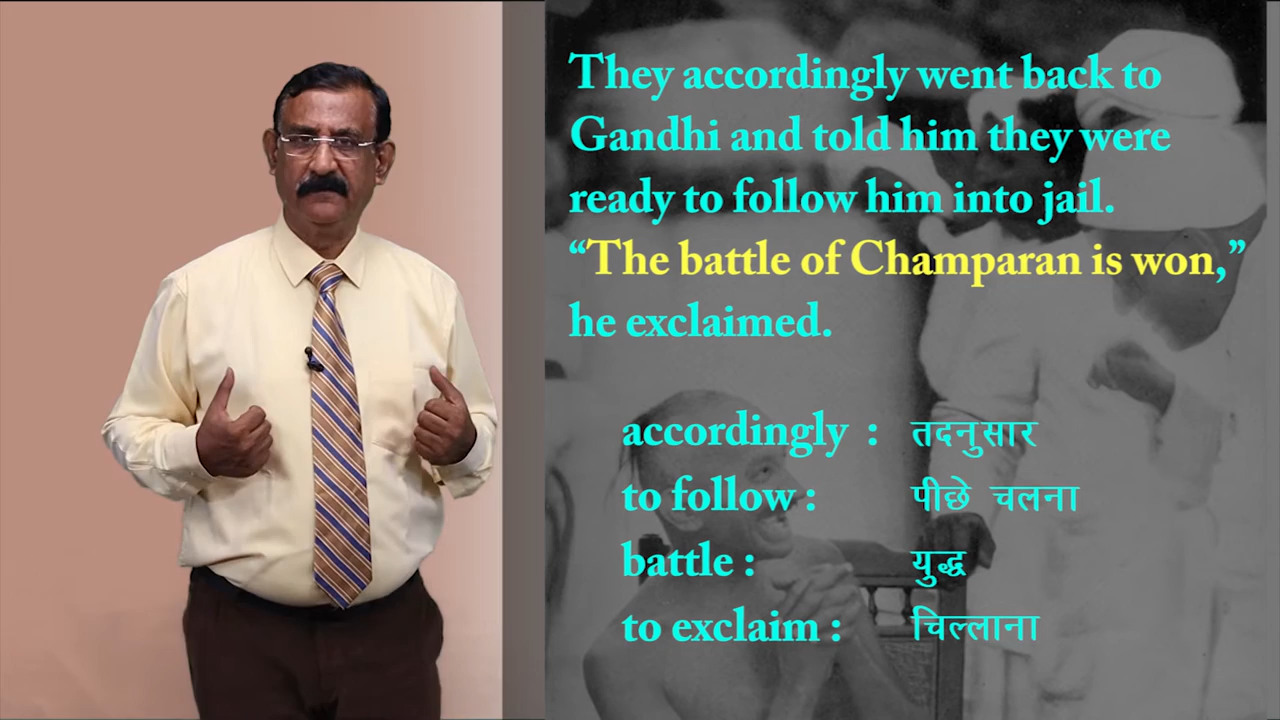 They accordingly went back to
Gandhi and told him they were
ready to follow him into jail.
“The battle of Champaran is won,”
he exclaimed.
accordingly : तदनुसार
to follow : पीछे चलना
battle : युद्ध
to exclaim : चिल्लाना